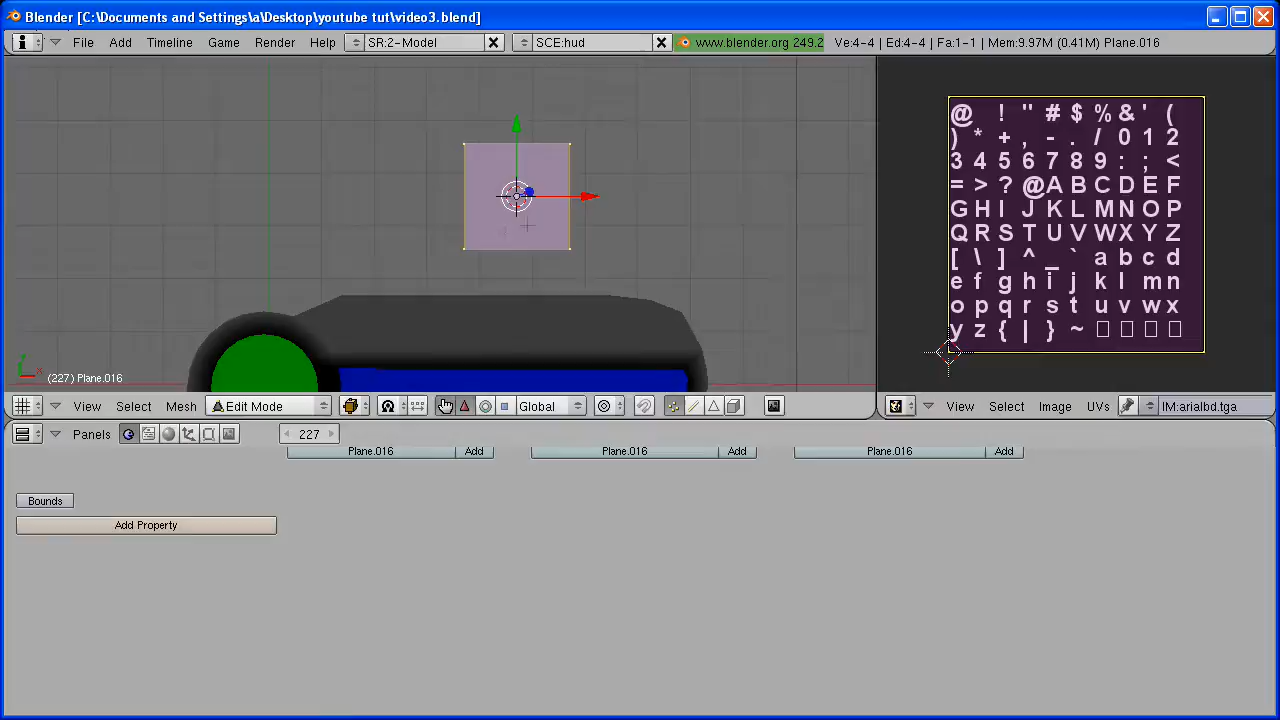 Blender [C:\Documents and Settings\a\Desktop\youtube tut\video3.blend]
File Add Timeline Game Render Help SR:2-Model SCE:hud www.blender.org 249.2 Ve:4-4 | Ed:4-4 | Fa:1-1 | Mem:9.97M (0.41M) Plane.016
@ ! " # $ % & ' (
) * + , - . / 0 1 2
3 4 5 6 7 8 9 : ; <
= > ? @ A B C D E F
G H I J K L M N O P
Q R S T U V W X Y Z
[ \ ] ^ _ ` a b c d
e f g h i j k l m n
o p q r s t u v w x
y z { | } ~
(227) Plane.016
View Select Mesh Edit Mode Global
View Select Image UVs IM:arialbd.tga
Panels 227
Plane.016 Add Plane.016 Add Plane.016 Add
Bounds
Add Property